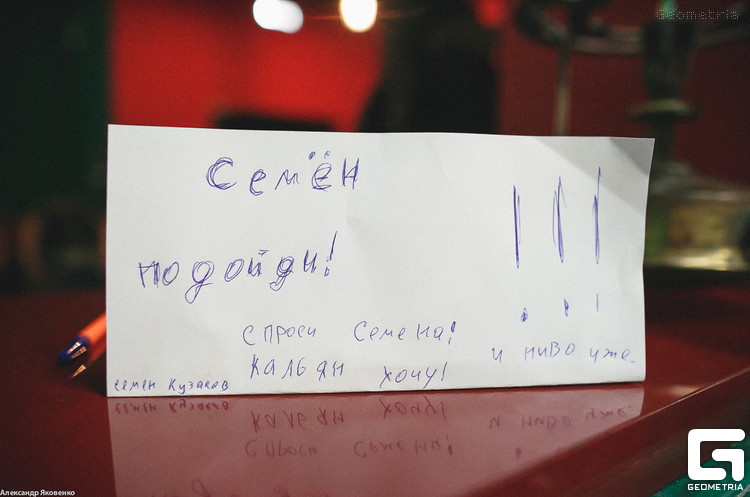 Geometria
Семён
подойди!
!!!
Спроси Семена!
Кальян хочу!
и пиво уже.
Семен Кузаков
Александр Яковенко
GEOMETRIA